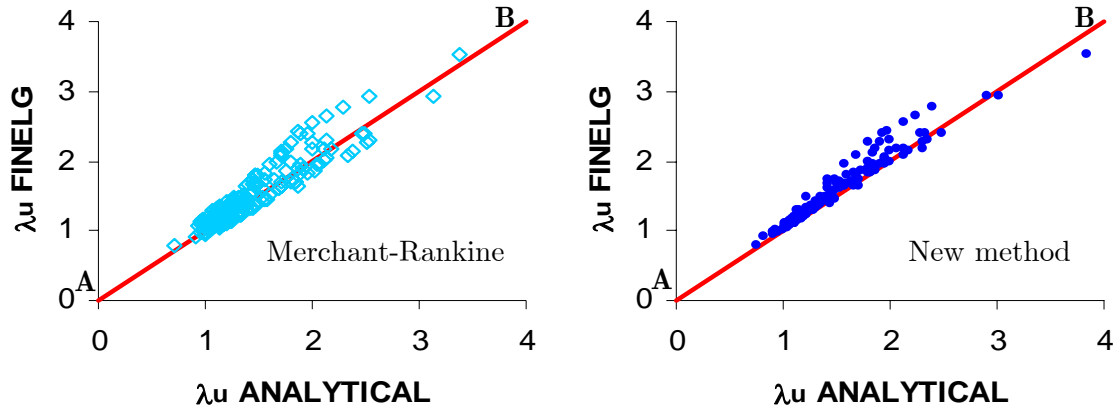 4
3
2
1
0
λu FINELG
A
B
Merchant-Rankine
0 1 2 3 4
λu ANALYTICAL
4
3
2
1
0
λu FINELG
A
B
New method
0 1 2 3 4
λu ANALYTICAL